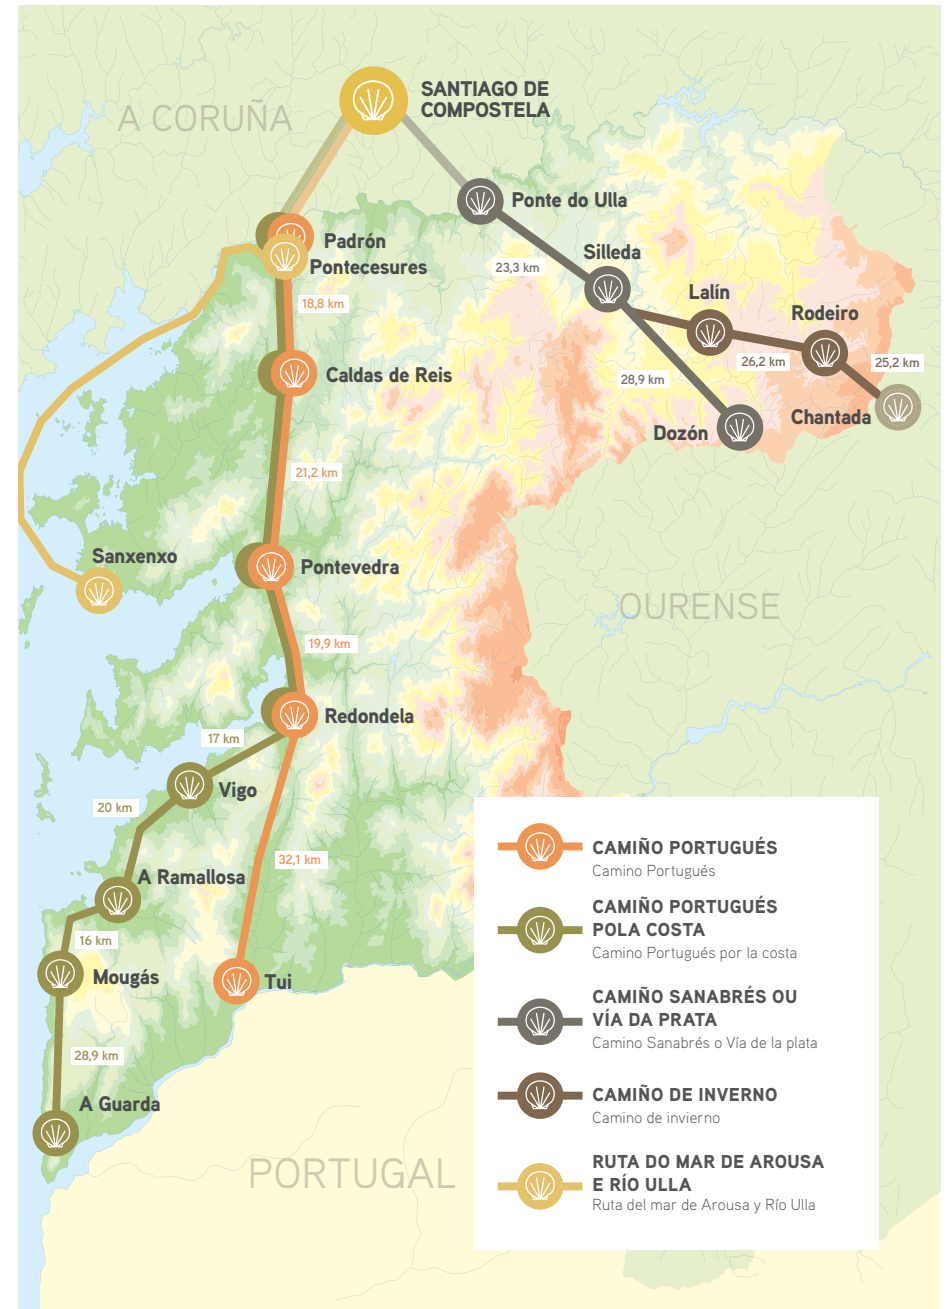 SANTIAGO DE
COMPOSTELA
A CORUÑA
Ponte do Ulla
Padrón
Pontecesures
Silleda
23,3 km
Lalín
18,8 km
Rodeiro
26,2 km
25,2 km
Caldas de Reis
28,9 km
Chantada
Dozón
21,2 km
Sanxenxo
Pontevedra
OURENSE
19,9 km
Redondela
17 km
Vigo
20 km
32,1 km
A Ramallosa
16 km
Mougás
Tui
28,9 km
A Guarda
PORTUGAL
CAMIÑO PORTUGUÉS
Camino Portugués
CAMIÑO PORTUGUÉS
POLA COSTA
Camino Portugués por la costa
CAMIÑO SANABRÉS OU
VÍA DA PRATA
Camino Sanabrés o Vía de la plata
CAMIÑO DE INVERNO
Camino de invierno
RUTA DO MAR DE AROUSA
E RÍO ULLA
Ruta del mar de Arousa y Río Ulla